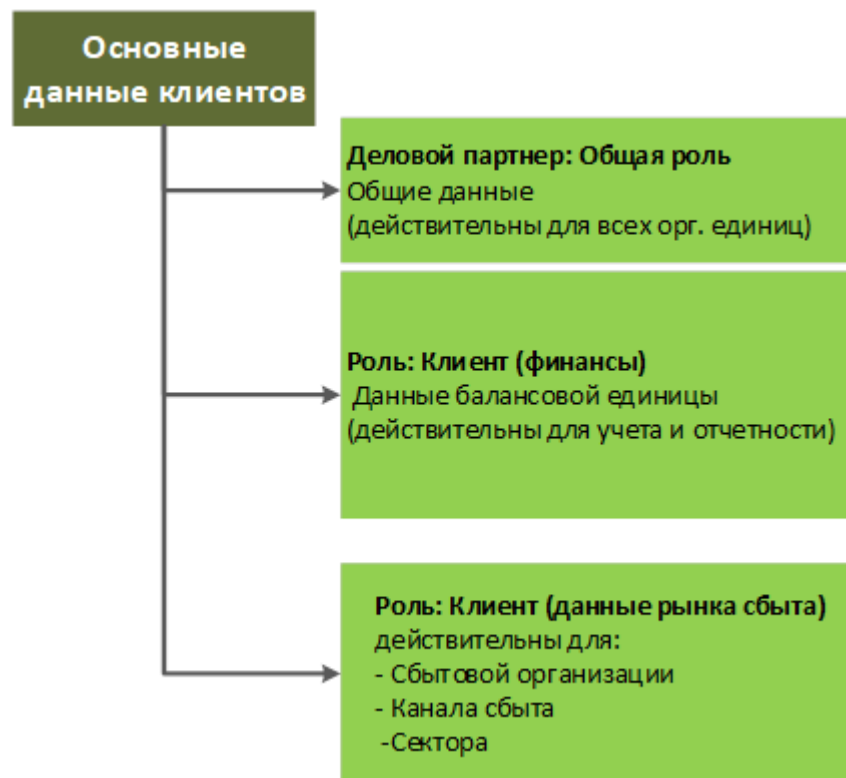 Основные
данные клиентов
Деловой партнер: Общая роль
Общие данные
(действительны для всех орг. единиц)
Роль: Клиент (финансы)
Данные балансовой единицы
(действительны для учета и отчетности)
Роль: Клиент (данные рынка сбыта)
действительны для:
- Сбытовой организации
- Канала сбыта
-Сектора